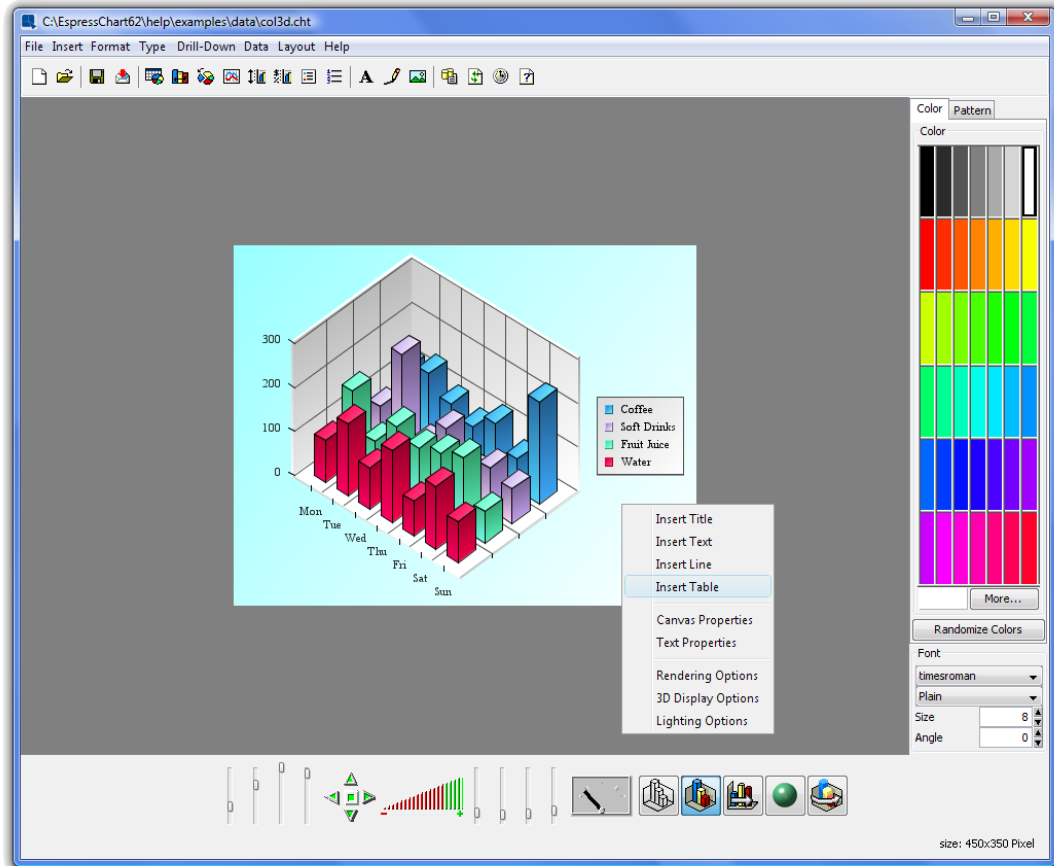 C:\EspressChart62\help\examples\data\col3d.cht
File Insert Format Type Drill-Down Data Layout Help
Color Pattern
Color
300
200
100
0
Mon
Tue
Wed
Thu
Fri
Sat
Sun
Coffee
Soft Drinks
Fruit Juice
Water
Insert Title
Insert Text
Insert Line
Insert Table
Canvas Properties
Text Properties
Rendering Options
3D Display Options
Lighting Options
More...
Randomize Colors
Font
timesroman
Plain
Size 8
Angle 0
size: 450x350 Pixel